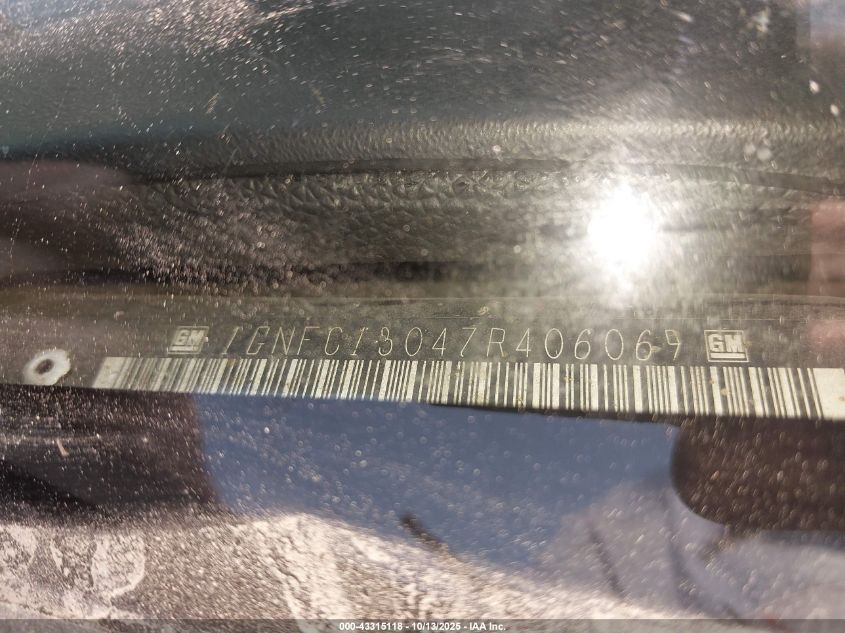 GM 1GNFC13047R406069 GM
000-43315118 - 10/13/2025 - IAA Inc.